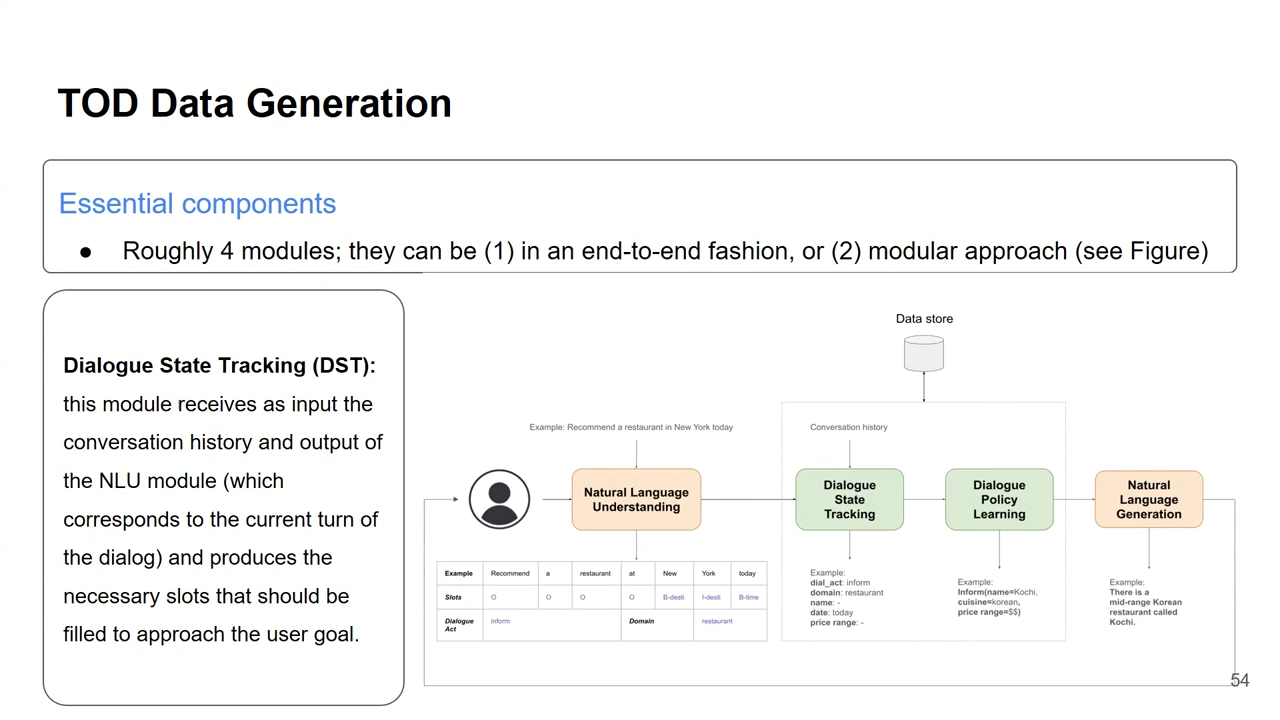 TOD Data Generation
Essential components
● Roughly 4 modules; they can be (1) in an end-to-end fashion, or (2) modular approach (see Figure)
Dialogue State Tracking (DST):
this module receives as input the
conversation history and output of
the NLU module (which
corresponds to the current turn of
the dialog) and produces the
necessary slots that should be
filled to approach the user goal.
Data store
Example: Recommend a restaurant in New York today
Conversation history
Natural Language
Understanding
Dialogue
State
Tracking
Dialogue
Policy
Learning
Natural
Language
Generation
Example Recommend a restaurant at New York today
Slots O O O O B-desti I-desti B-time
Dialogue
Act
inform Domain restaurant
Example:
dial_act: inform
domain: restaurant
name: -
date: today
price range: -
Example:
Inform(name=Kochi,
cuisine=korean,
price range=$$)
Example:
There is a
mid-range Korean
restaurant called
Kochi.
54